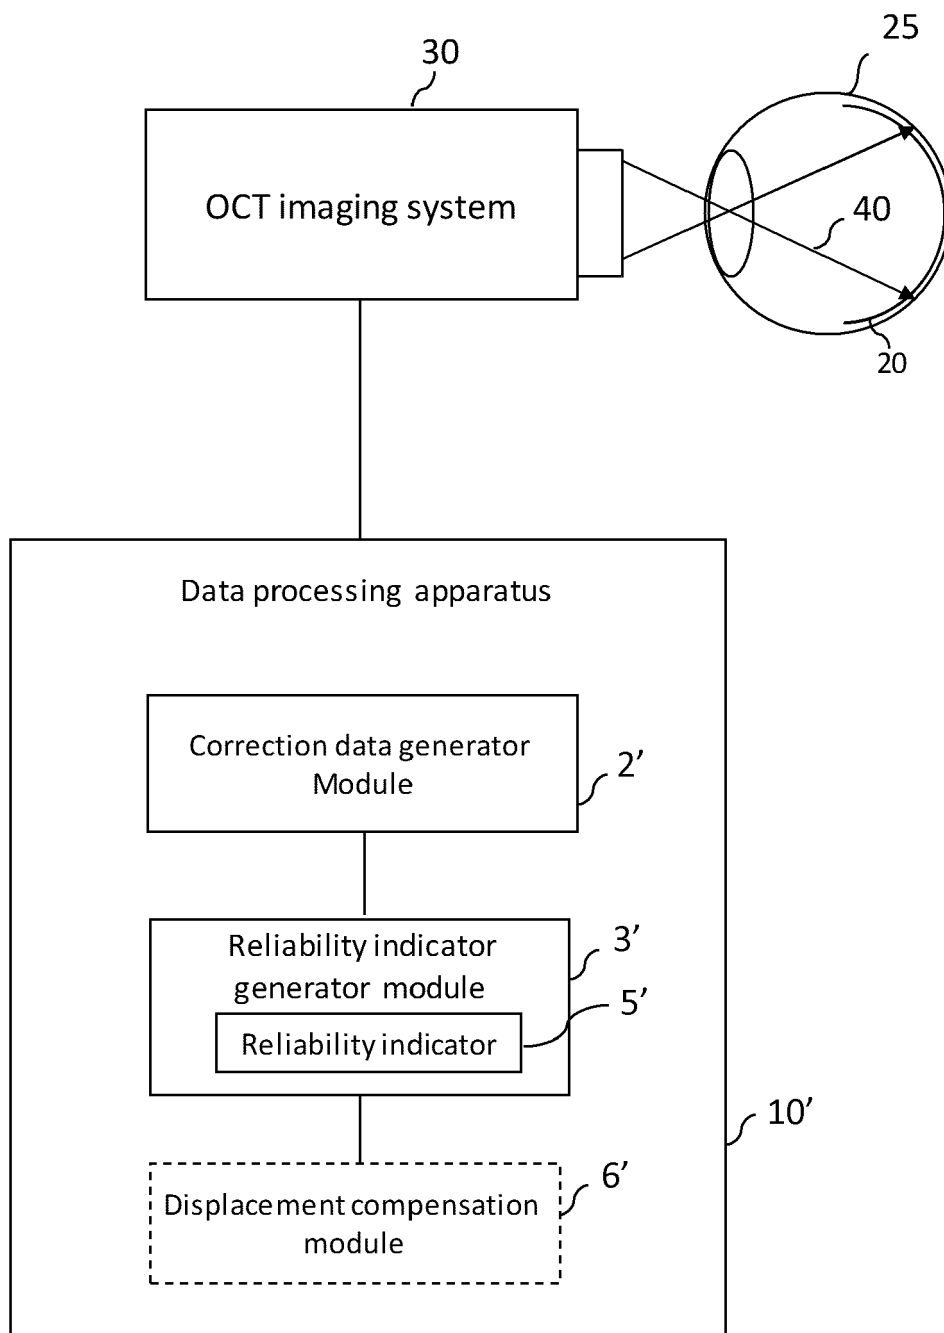 25
30
OCT imaging system
40
20
Data processing apparatus
Correction data generator
Module
2’
Reliability indicator
generator module
3’
5’
Reliability indicator
10’
6’
Displacement compensation
module